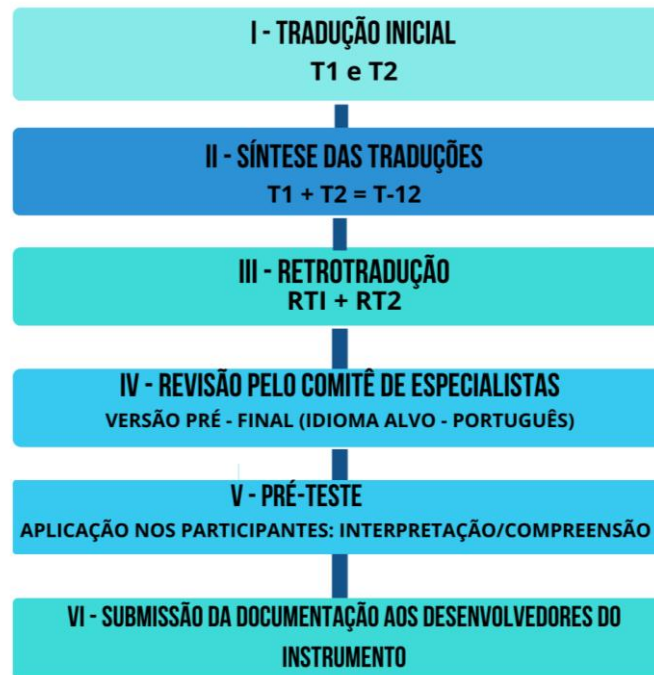 I - TRADUÇÃO INICIAL
T1 e T2
II - SÍNTESE DAS TRADUÇÕES
T1 + T2 = T-12
III - RETROTRADUÇÃO
RTI + RT2
IV - REVISÃO PELO COMITÊ DE ESPECIALISTAS
VERSÃO PRÉ - FINAL (IDIOMA ALVO - PORTUGUÊS)
V - PRÉ-TESTE
APLICAÇÃO NOS PARTICIPANTES: INTERPRETAÇÃO/COMPREENSÃO
VI - SUBMISSÃO DA DOCUMENTAÇÃO AOS DESENVOLVEDORES DO
INSTRUMENTO